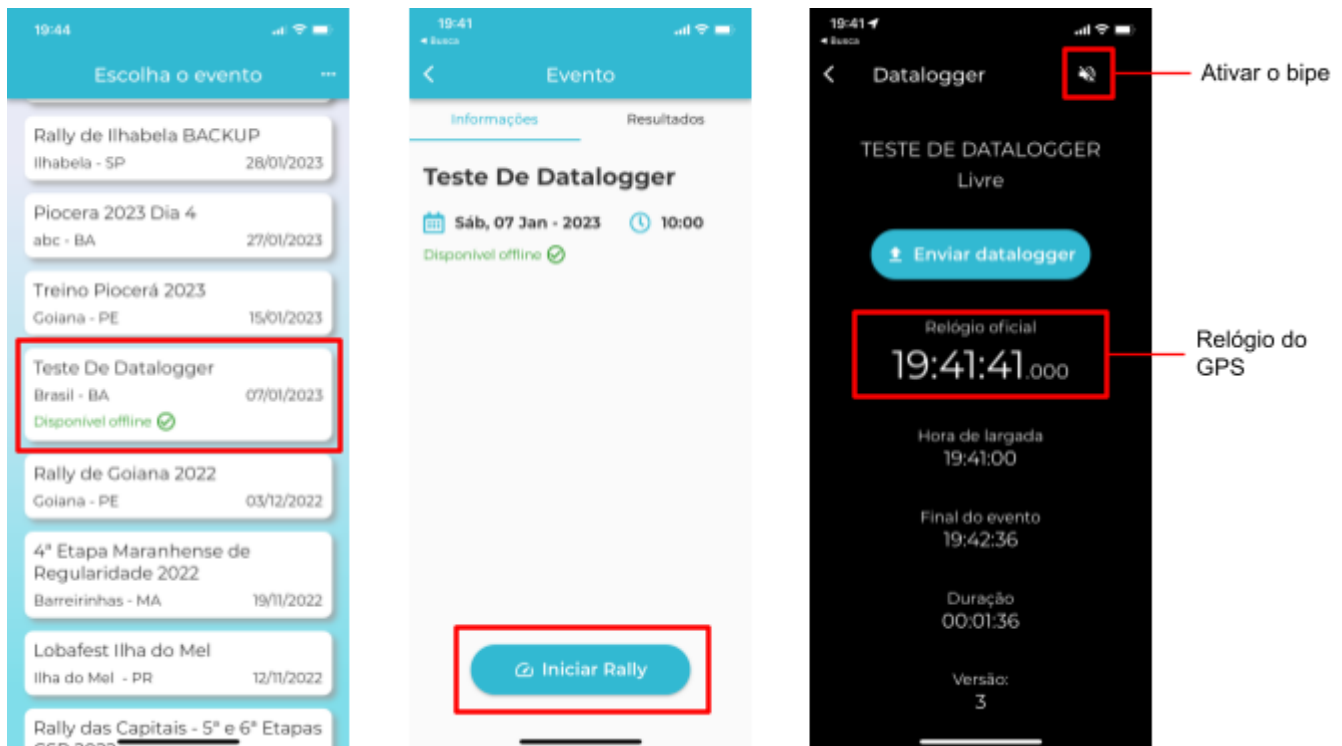 19:44
Escolha o evento ...
Rally de Ilhabela BACKUP
Ilhabela - SP 28/01/2023
Piocera 2023 Dia 4
abc - BA 27/01/2023
Treino Piocerá 2023
Goiana - PE 15/01/2023
Teste De Datalogger
Brasil - BA 07/01/2023
Disponível offline
Rally de Goiana 2022
Goiana - PE 03/12/2022
4ª Etapa Maranhense de
Regularidade 2022
Barreirinhas - MA 19/11/2022
Lobafest Ilha do Mel
Ilha do Mel - PR 12/11/2022
Rally das Capitais - 5ª e 6ª Etapas
19:41
Busca
Evento
Informações Resultados
Teste De Datalogger
Sáb, 07 Jan - 2023 10:00
Disponível offline
Iniciar Rally
19:41
Busca
Datalogger
TESTE DE DATALOGGER
Livre
Enviar datalogger
Relógio oficial
19:41:41.000
Hora de largada
19:41:00
Final do evento
19:42:36
Duração
00:01:36
Versão:
3
Ativar o bipe
Relógio do
GPS